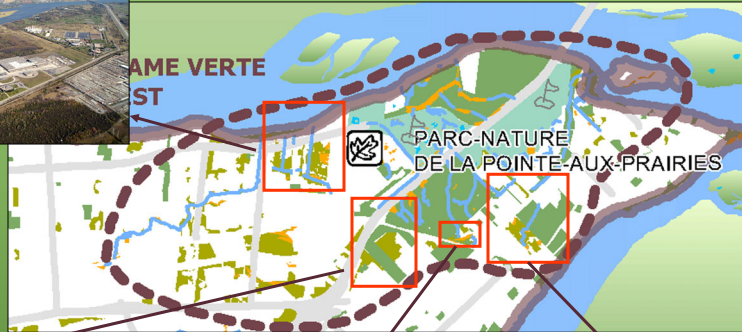 AME VERTE
ST
PARC-NATURE
DE LA POINTE-AUX-PRAIRIES